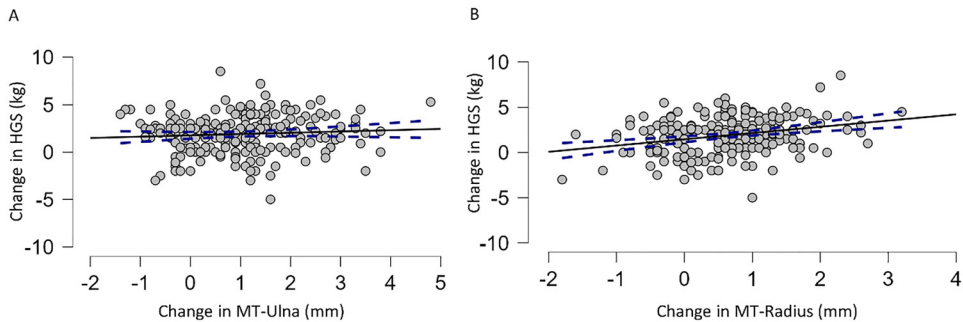 A
B
Change in HGS (kg)
10
5
0
-5
-10
-2 -1 0 1 2 3 4 5
Change in MT-Ulna (mm)
Change in HGS (kg)
10
5
0
-5
-10
-2 -1 0 1 2 3 4
Change in MT-Radius (mm)